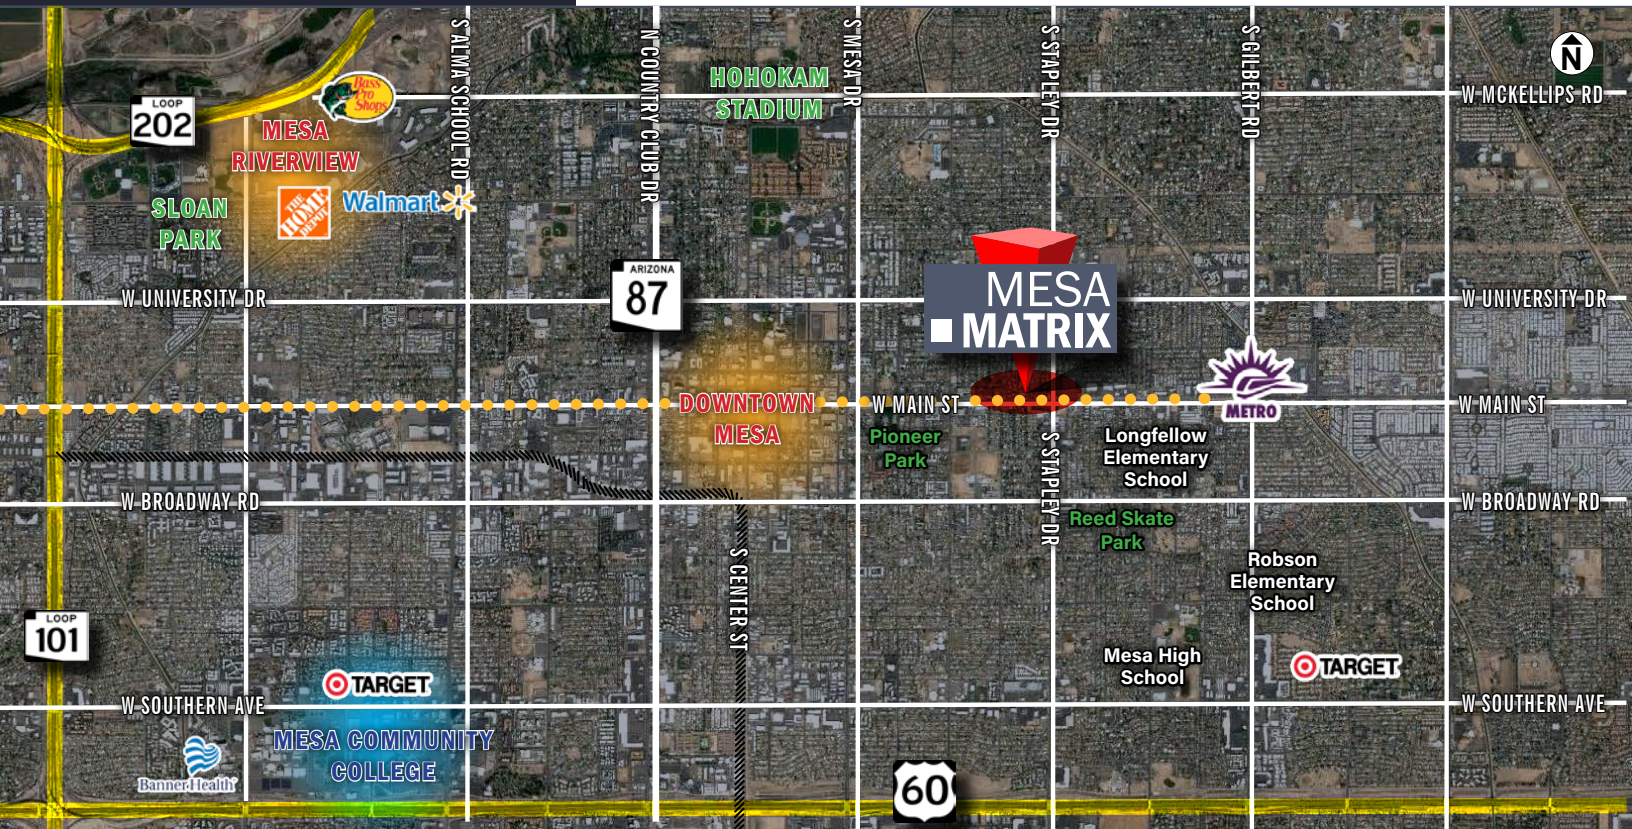 S ALMA SCHOOL RD
N COUNTRY CLUB DR
S MESA DR
S STAPLEY DR
S GILBERT RD
N
Bass
Pro
Shops
HOHOKAM
STADIUM
W MCKELLIPS RD
LOOP
202
MESA
RIVERVIEW
SLOAN
PARK
THE
HOME
DEPOT
Walmart
ARIZONA
87
MESA
MATRIX
W UNIVERSITY DR
W UNIVERSITY DR
DOWNTOWN
MESA
W MAIN ST
METRO
W MAIN ST
Pioneer
Park
S STAPLEY DR
Longfellow
Elementary
School
W BROADWAY RD
W BROADWAY RD
Reed Skate
Park
S CENTER ST
Robson
Elementary
School
LOOP
101
Mesa High
School
TARGET
TARGET
W SOUTHERN AVE
W SOUTHERN AVE
MESA COMMUNITY
COLLEGE
Banner Health
60